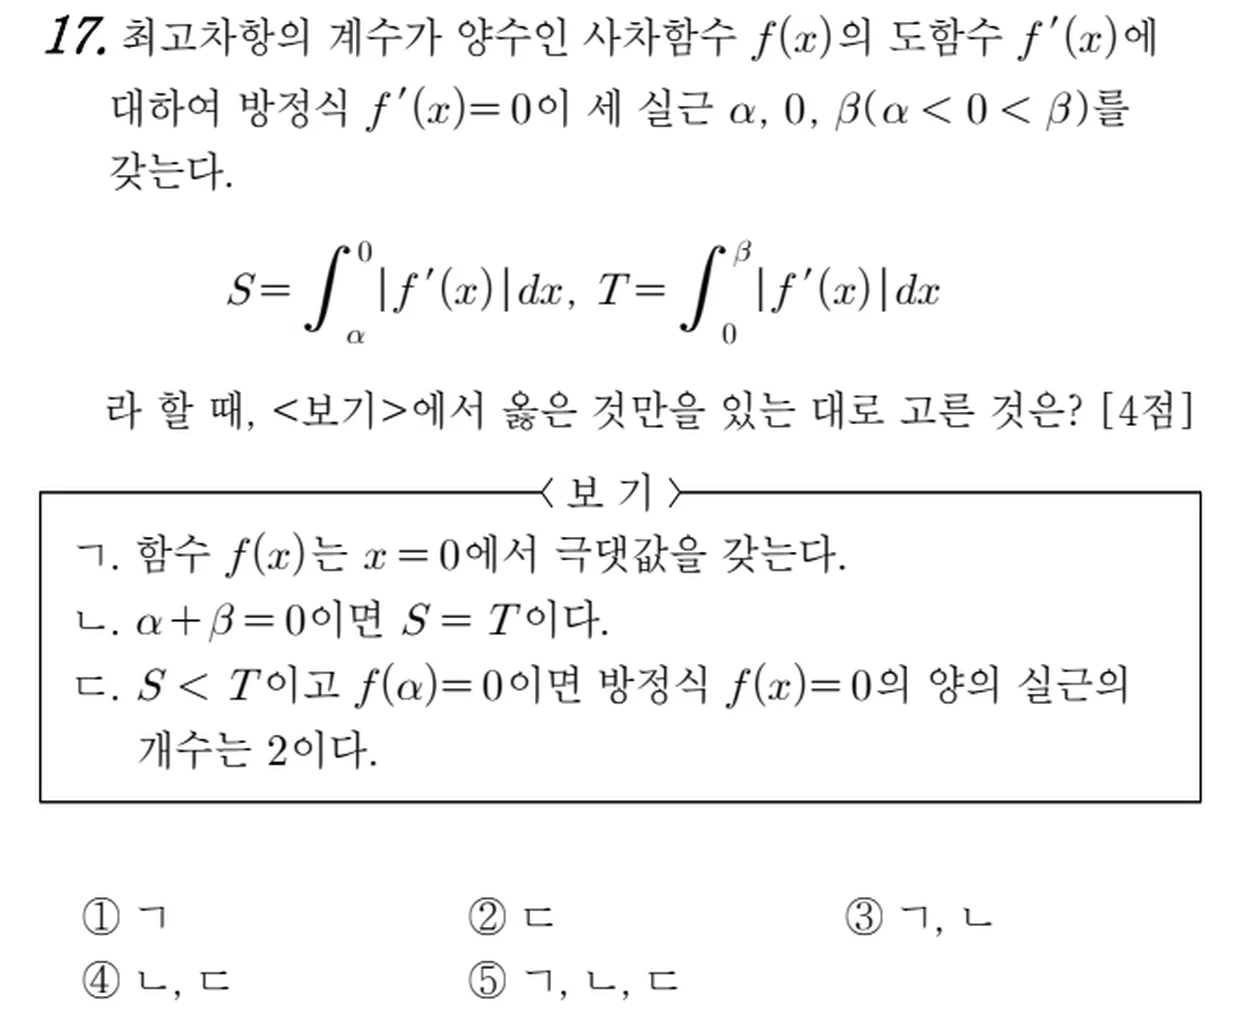 17. 최고차항의 계수가 양수인 사차함수 f(x)의 도함수 f′(x)에
대하여 방정식 f′(x)=0이 세 실근 α, 0, β(α<0<β)를
갖는다.
S=∫_α^0 |f′(x)|dx, T=∫_0^β |f′(x)|dx
라 할 때, <보기>에서 옳은 것만을 있는 대로 고른 것은? [4점]
<보 기>
ㄱ. 함수 f(x)는 x=0에서 극댓값을 갖는다.
ㄴ. α+β=0이면 S= T이다.
ㄷ. S< T이고 f(α)=0이면 방정식 f(x)=0의 양의 실근의
개수는 2이다.
① ㄱ ② ㄷ ③ ㄱ, ㄴ
④ ㄴ, ㄷ ⑤ ㄱ, ㄴ, ㄷ